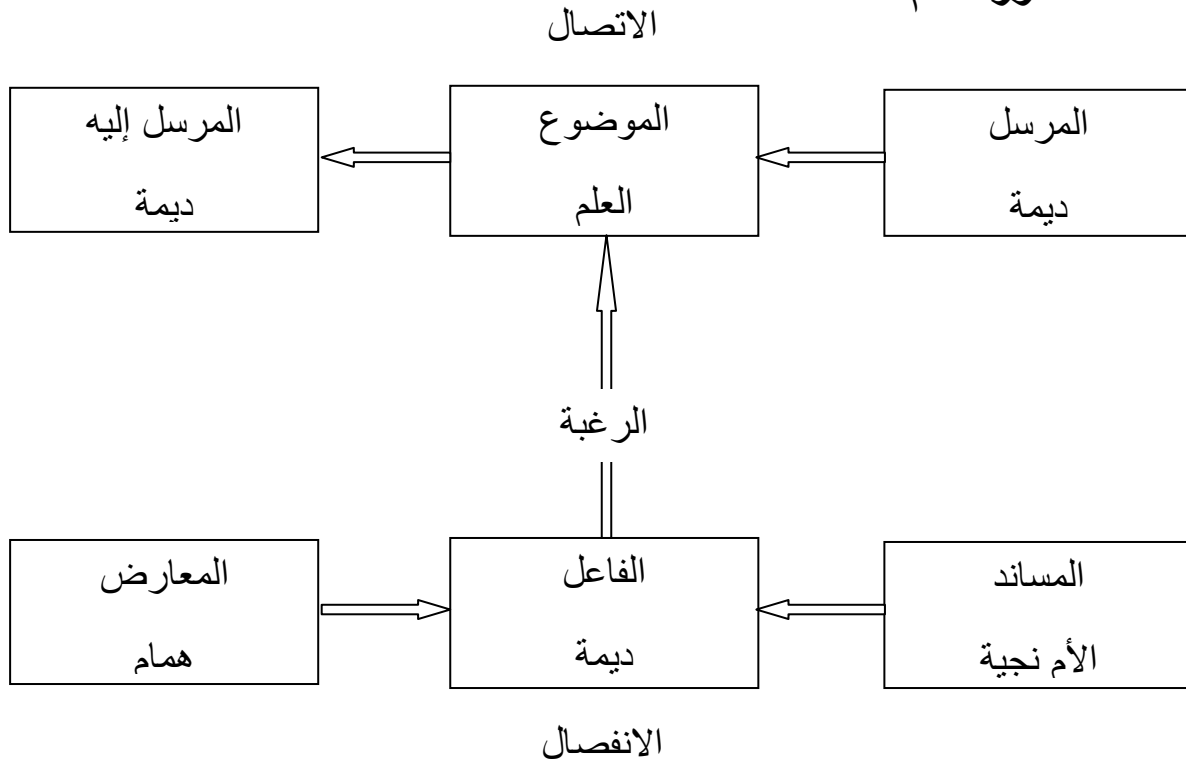 الاتصال
المرسل
ديمة
الموضوع
العلم
المرسل إليه
ديمة
الرغبة
المساند
الأم نجية
الفاعل
ديمة
المعارض
همام
الانفصال